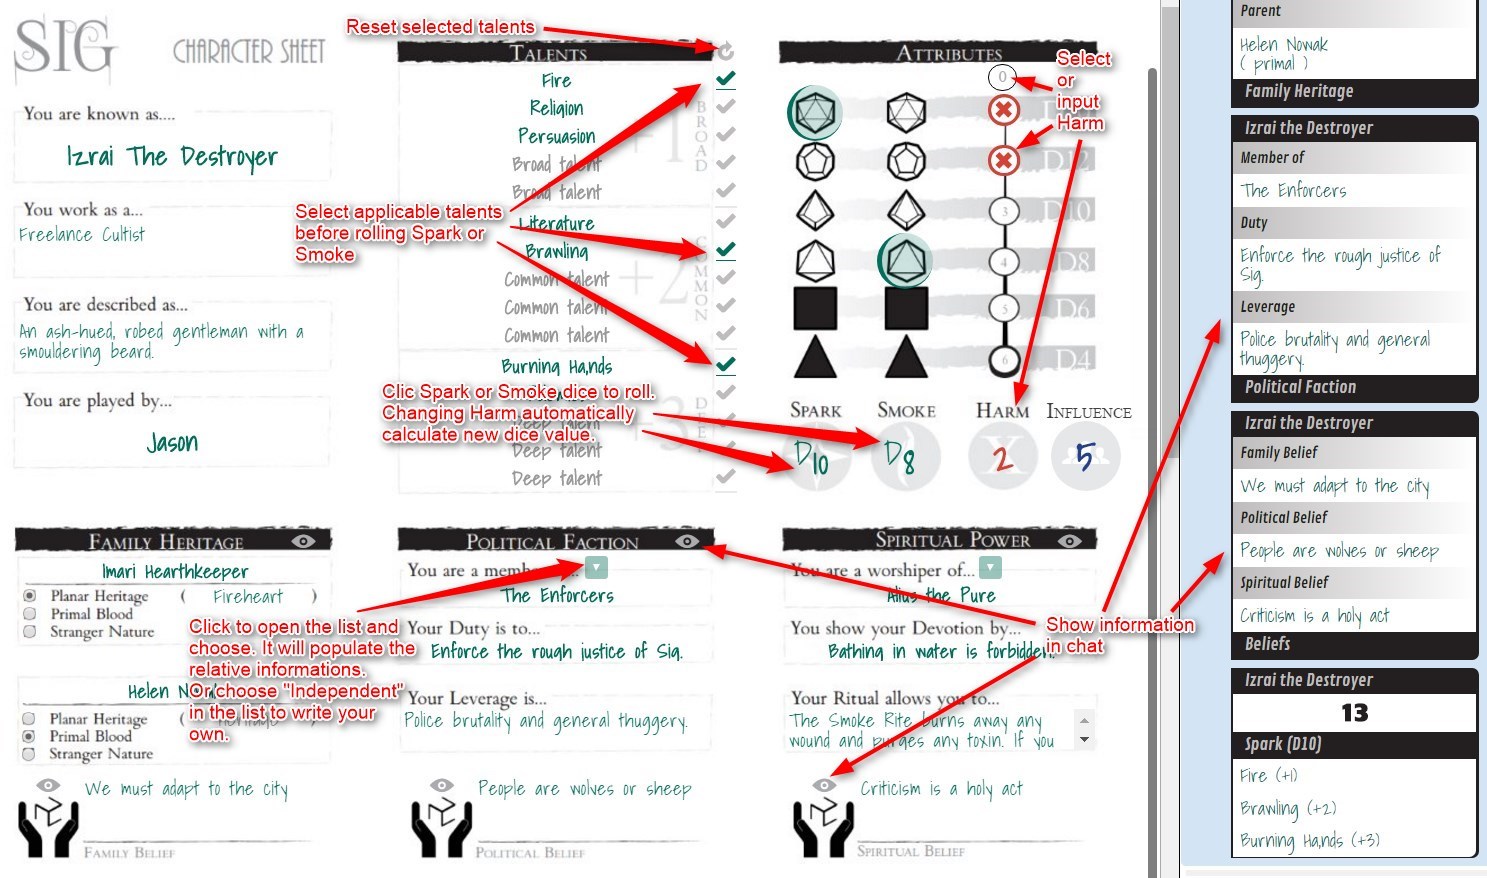 SIG
CHARACTER SHEET
You are known as....
Izrai The Destroyer
You work as a...
Freelance Cultist
You are described as...
An ash-hued, robed gentleman with a
smouldering beard.
You are played by...
Jason
Reset selected talents
TALENTS
Fire
Religion
Persuasion
Broad talent
Broad talent
+1
BROAD
Select applicable talents
before rolling Spark or
Smoke
Literature
Brawling
Common talent
Common talent
Common talent
+2
COMMON
Burning Hands
Clic Spark or Smoke dice to roll.
Changing Harm automatically
calculate new dice value.
Deep talent
Deep talent
Deep talent
+3
ATTRIBUTES
Select
or
input
Harm
0
D12
3
D10
4
D8
5
D6
6
D4
SPARK
SMOKE
HARM
INFLUENCE
D10
D8
X
2
5
FAMILY HERITAGE
Imari Hearthkeeper
Planar Heritage ( Fireheart )
Primal Blood
Stranger Nature
Helen
Planar Heritage ( Heritage
Primal Blood
Stranger Nature
We must adapt to the city
FAMILY BELIEF
Click to open the list and
choose. It will populate the
relative informations.
Or choose "Independent"
in the list to write your
own.
POLITICAL FACTION
You are a
The Enforcers
Your Duty is to...
Enforce the rough justice of Sig.
Your Leverage is...
Police brutality and general thuggery.
People are wolves or sheep
POLITICAL BELIEF
SPIRITUAL POWER
You are a worshiper of...
Alius the Pure
You show your Devotion by...
Bathing in water is forbidden.
Your Ritual allows you to...
The Smoke Rite burns away any
wound and purges any toxin. If you
Criticism is a holy act
SPIRITUAL BELIEF
Show information
in chat
Parent
Helen Nowak
( primal )
Family Heritage
Izrai the Destroyer
Member of
The Enforcers
Duty
Enforce the rough justice of
Sig.
Leverage
Police brutality and general
thuggery.
Political Faction
Izrai the Destroyer
Family Belief
We must adapt to the city
Political Belief
People are wolves or sheep
Spiritual Belief
Criticism is a holy act
Beliefs
Izrai the Destroyer
13
Spark (D10)
Fire (+1)
Brawling (+2)
Burning Hands (+3)